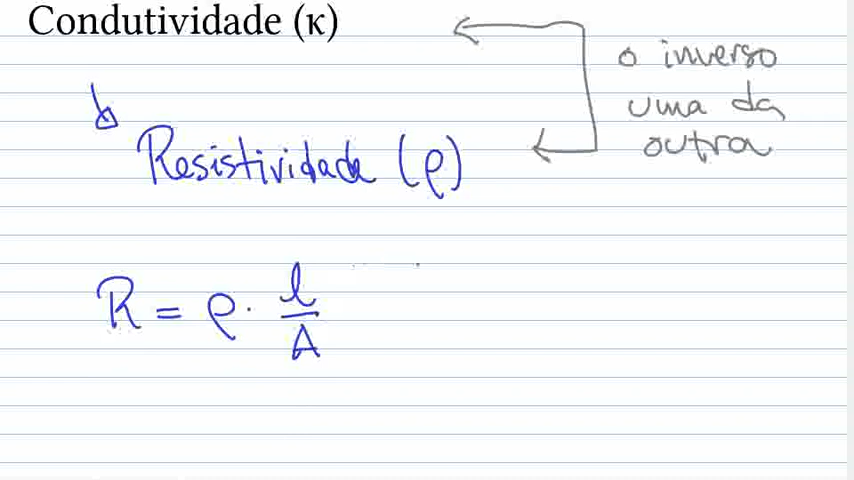 Condutividade (κ)
o inverso
uma da
outra
Resistividade (ρ)
R = ρ · l/A